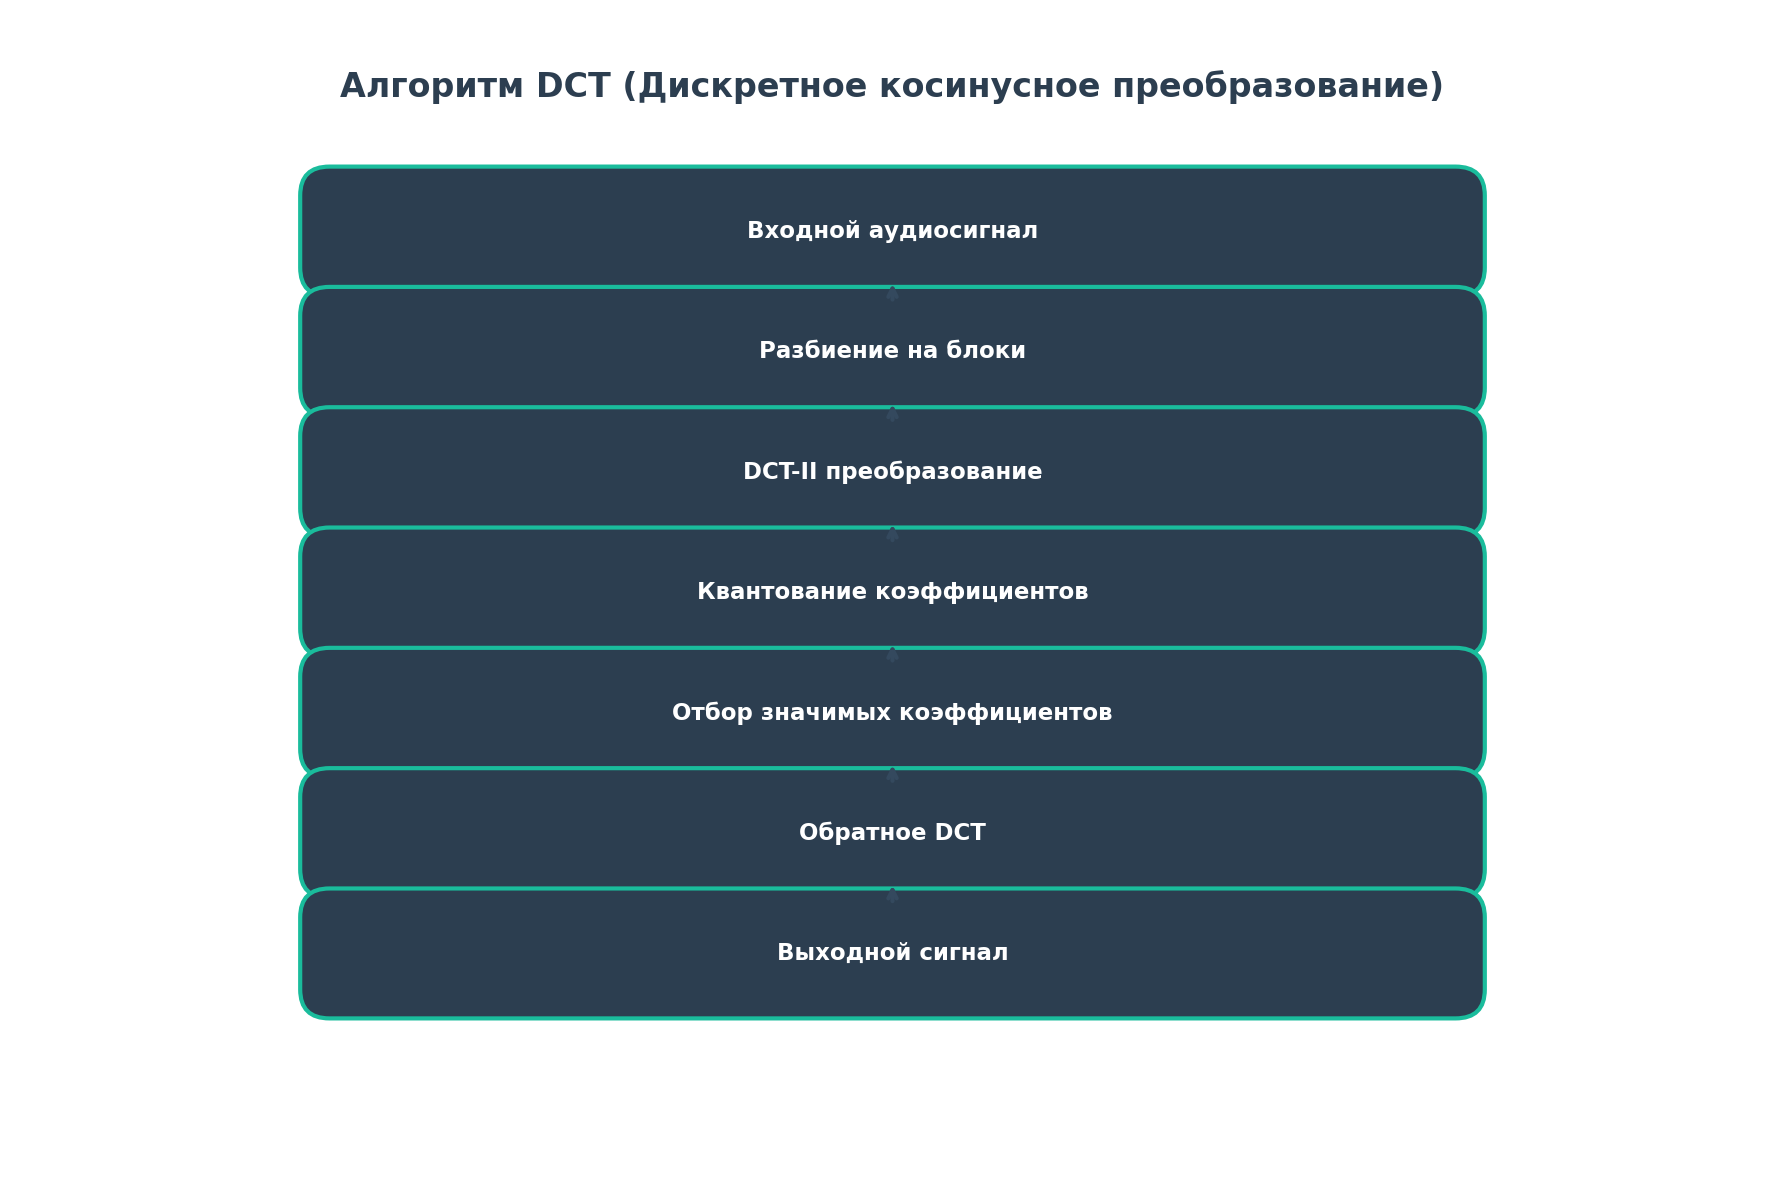 Алгоритм DCT (Дискретное косинусное преобразование)
Входной аудиосигнал
Разбиение на блоки
DCT-II преобразование
Квантование коэффициентов
Отбор значимых коэффициентов
Обратное DCT
Выходной сигнал